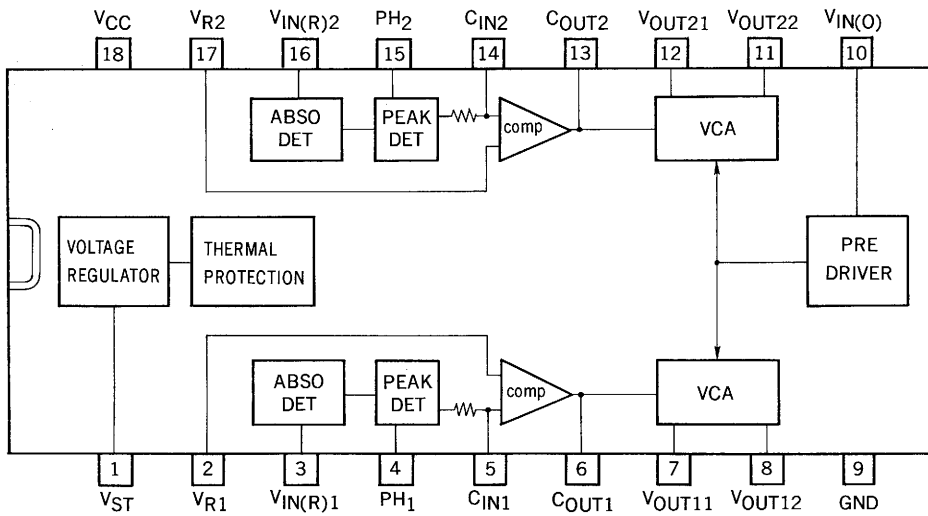 VCC VR2 VIN(R)2 PH2 CIN2 COUT2 VOUT21 VOUT22 VIN(O)
18 17 16 15 14 13 12 11 10
ABSO
DET
PEAK
DET
comp
VCA
VOLTAGE
REGULATOR
THERMAL
PROTECTION
PRE
DRIVER
ABSO
DET
PEAK
DET
comp
VCA
1 2 3 4 5 6 7 8 9
VST VR1 VIN(R)1 PH1 CIN1 COUT1 VOUT11 VOUT12 GND